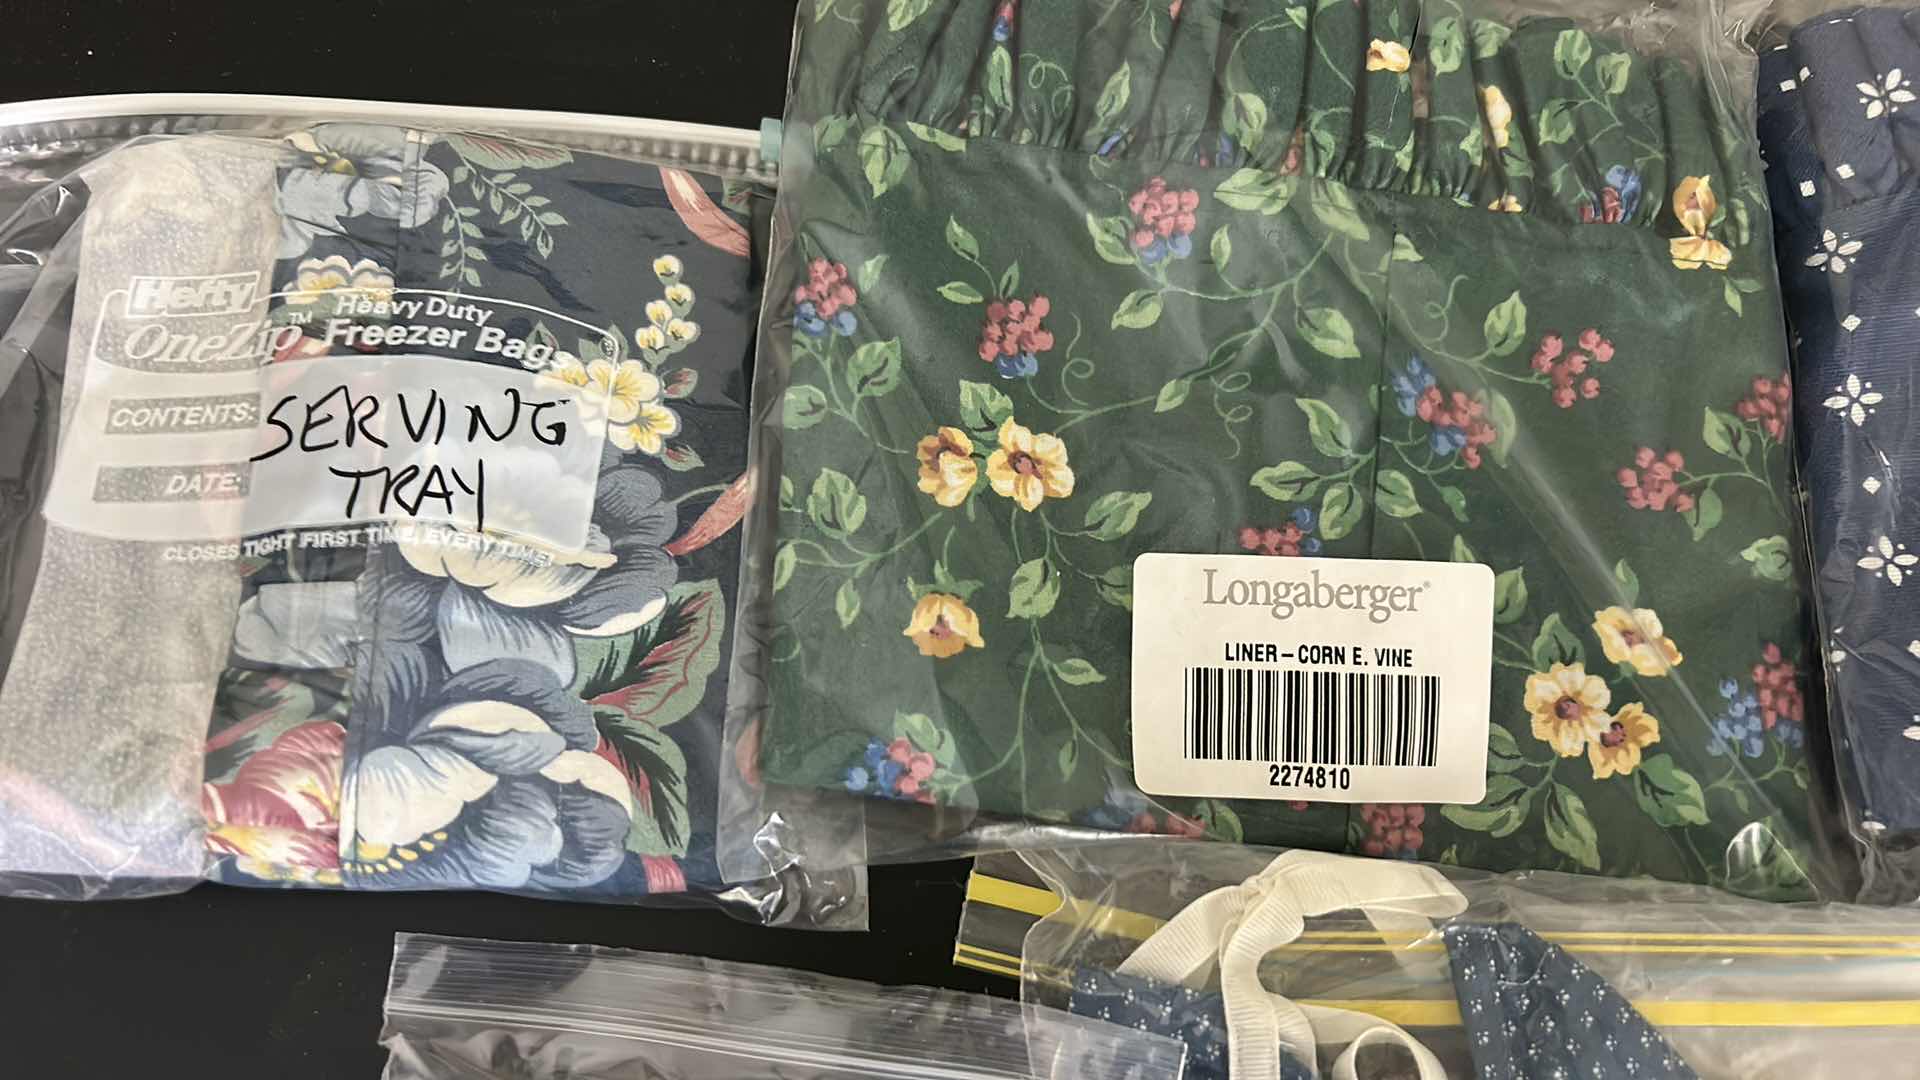 Hefty
OneZip™ Heavy Duty Freezer Bags
CONTENTS: SERVING
DATE: TRAY
CLOSES TIGHT FIRST TIME, EVERY TIME!
Longaberger®
LINER – CORN E. VINE
2274810